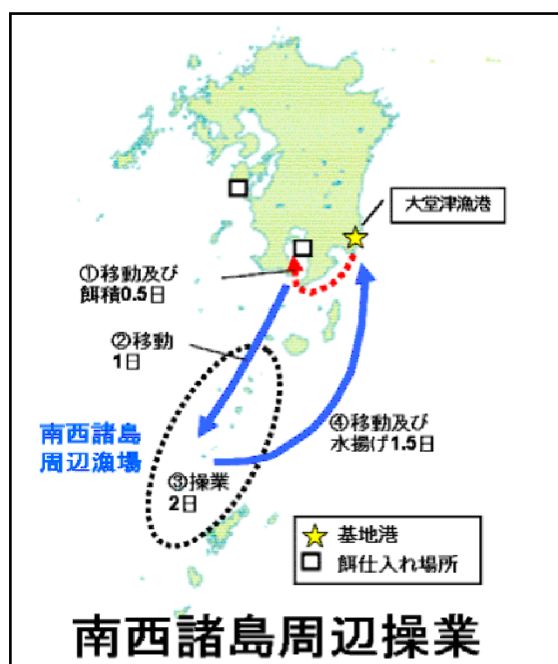 大堂津漁港
①移動及び
餌積0.5日
②移動
1日
南西諸島
周辺漁場
④移動及び
水揚げ1.5日
③操業
2日
基地港
餌仕入れ場所
南西諸島周辺操業